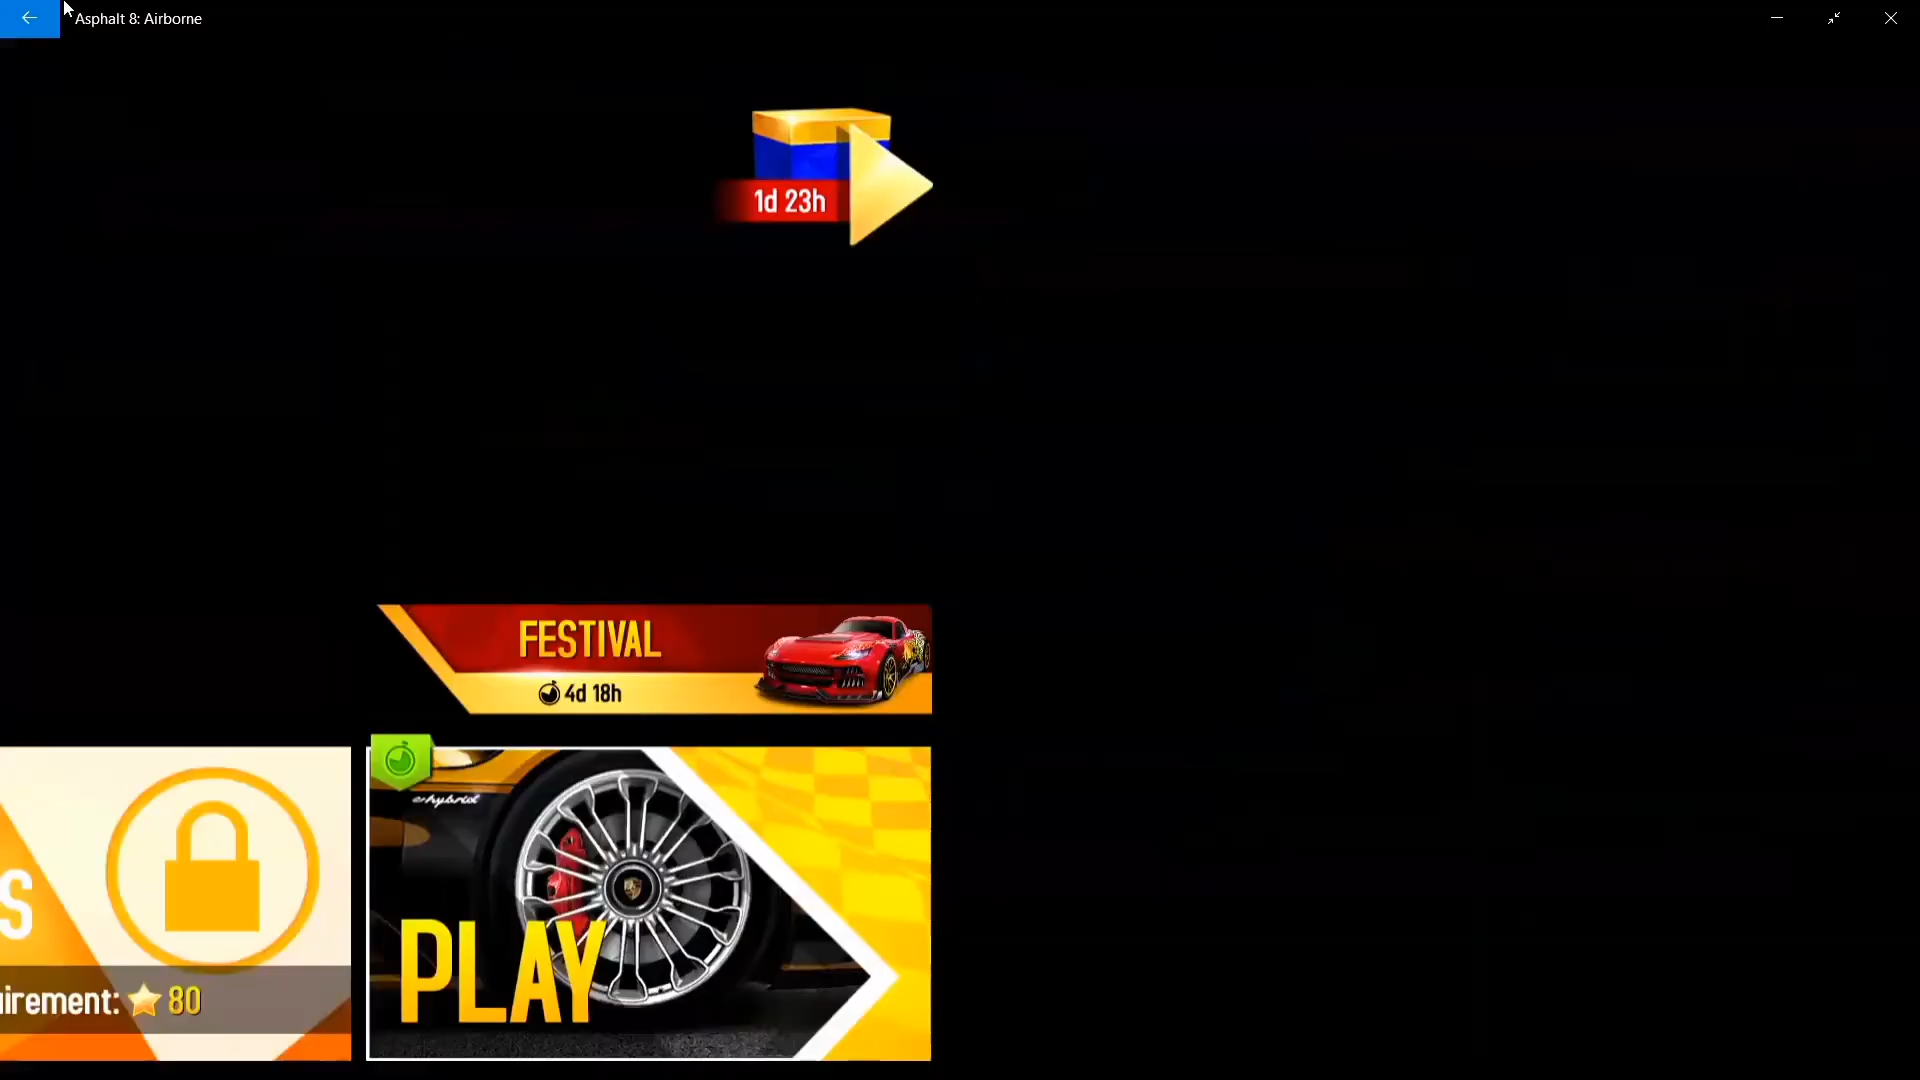 Asphalt 8: Airborne
1d 23h
FESTIVAL
4d 18h
e-hybrid
S
PLAY
irement: 80